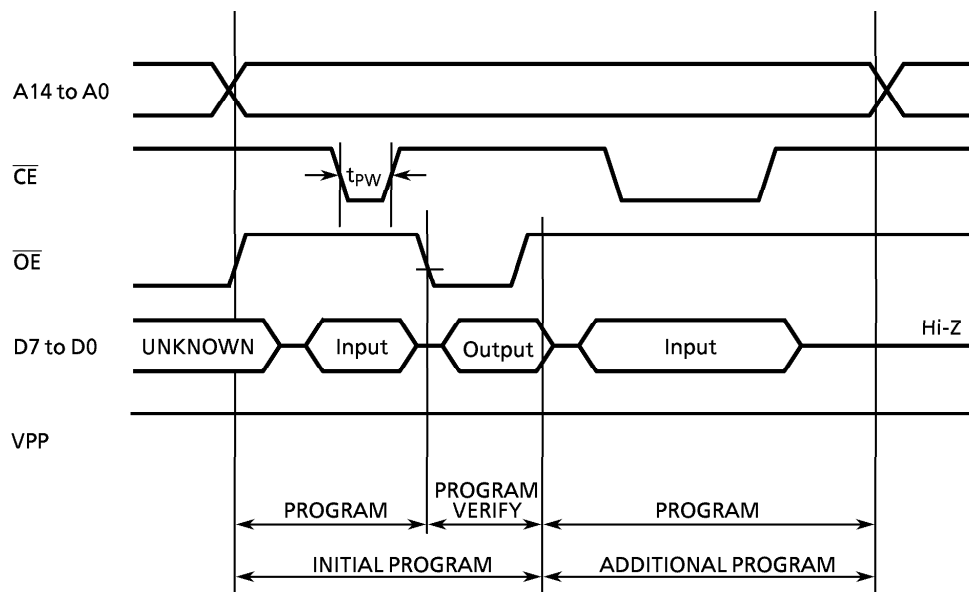 A14 to A0
CE
tPW
OE
D7 to D0
UNKNOWN
Input
Output
Input
Hi-Z
VPP
PROGRAM
PROGRAM
VERIFY
PROGRAM
INITIAL PROGRAM
ADDITIONAL PROGRAM